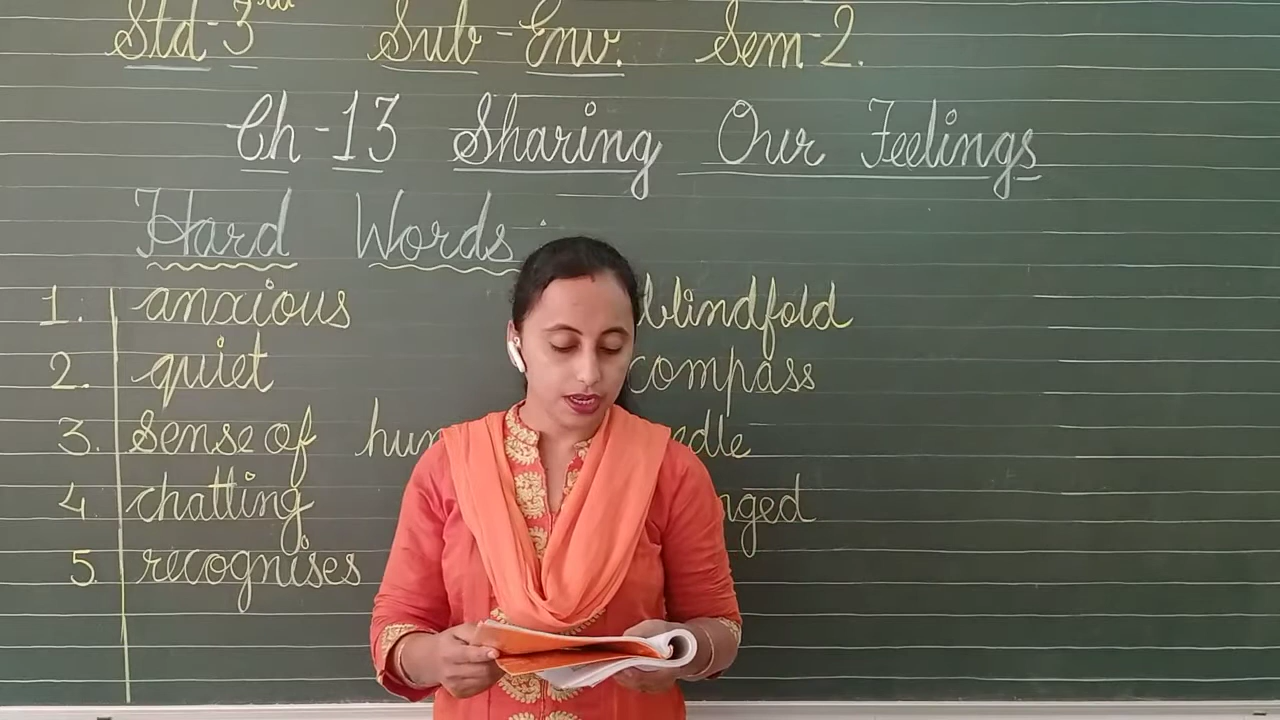 Std-3rd Sub-Env. Sem-2.
Ch-13 Sharing Our Feelings
Hard Words
1. anxious blindfold
2. quiet compass
3. Sense of
4. chatting
5. recognises